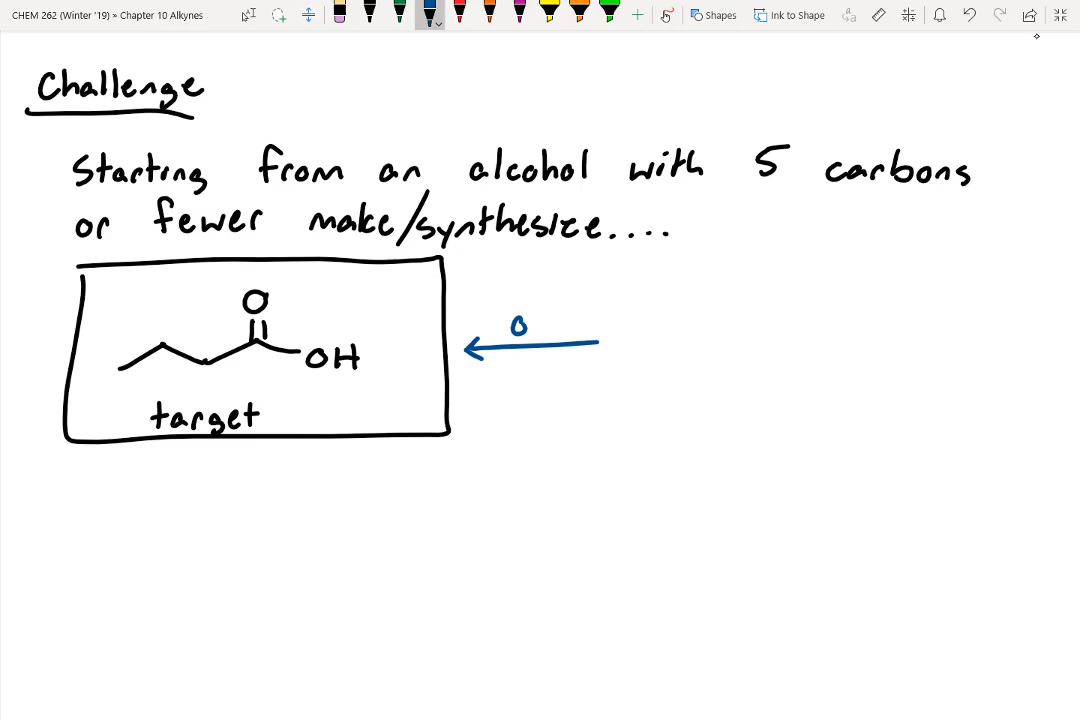 CHEM 262 (Winter '19) » Chapter 10 Alkynes
Shapes
Ink to Shape
Challenge
Starting from an alcohol with 5 carbons
or fewer make/synthesize....
O
OH
target
O